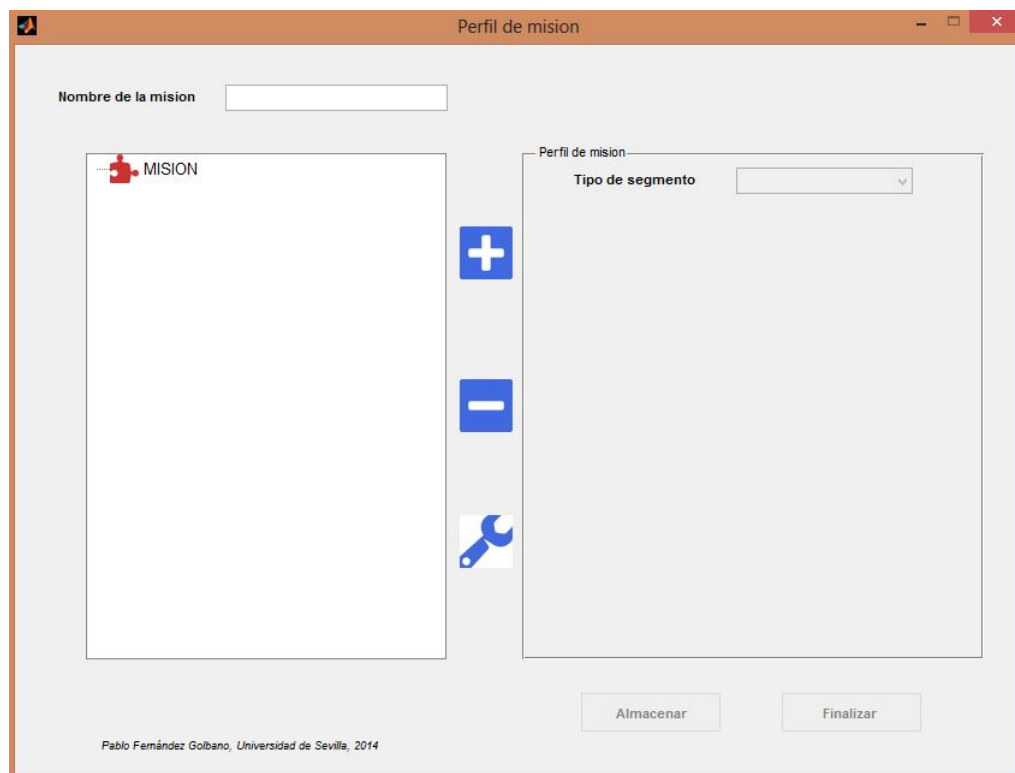 Perfil de mision
Nombre de la mision
MISION
Perfil de mision
Tipo de segmento
Almacenar
Finalizar
Pablo Fernández Golbano, Universidad de Sevilla, 2014